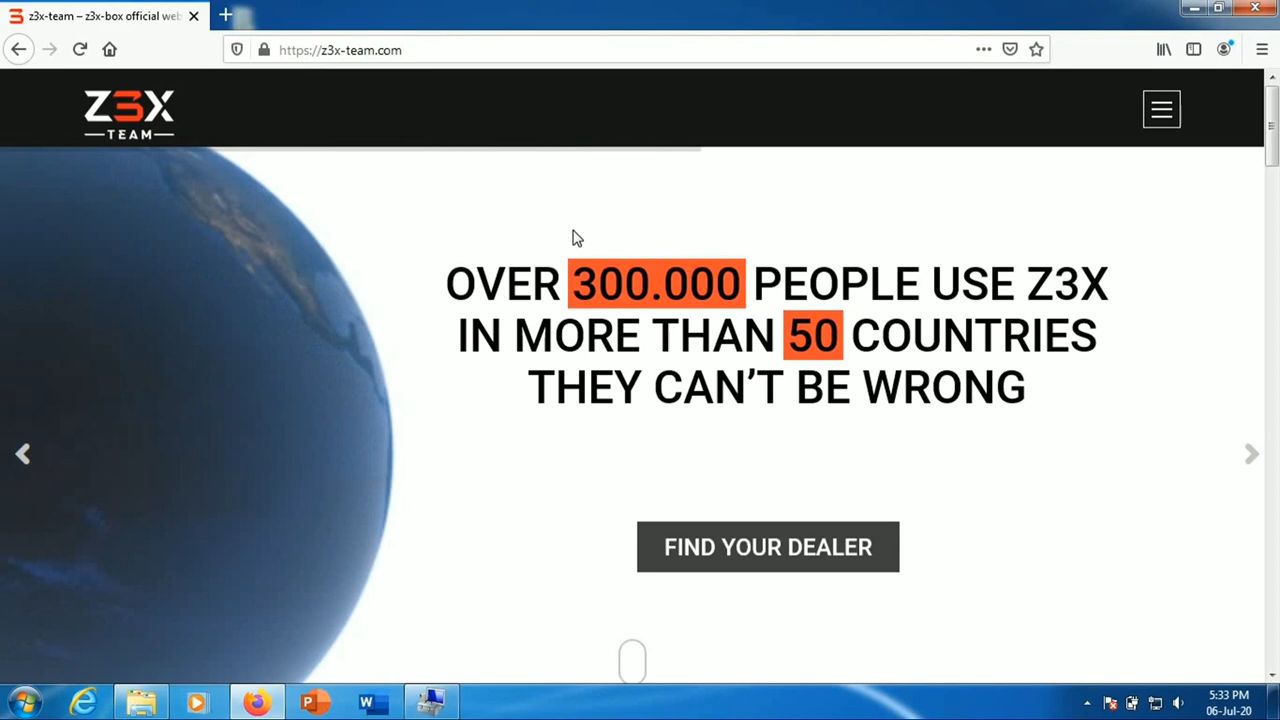 z3x-team – z3x-box official web
https://z3x-team.com
Z3X
TEAM
OVER 300.000 PEOPLE USE Z3X
IN MORE THAN 50 COUNTRIES
THEY CAN'T BE WRONG
FIND YOUR DEALER
5:33 PM
06-Jul-20